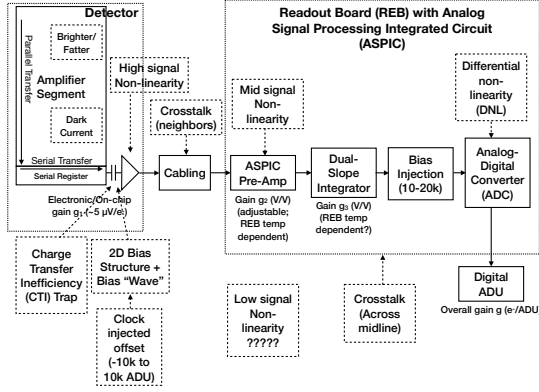 Detector
Readout Board (REB) with Analog
Signal Processing Integrated Circuit
(ASPIC)
Parallel Transfer
Brighter/
Fatter
Amplifier
Segment
Dark
Current
Serial Transfer
Serial Register
High signal
Non-linearity
Crosstalk
(neighbors)
Mid signal
Non-
linearity
Differential
non-
linearity
(DNL)
Cabling
ASPIC
Pre-Amp
Dual-
Slope
Integrator
Bias
Injection
(10-20k)
Analog-
Digital
Converter
(ADC)
Electronic/On-chip
gain g1 (~5 μV/e-)
Gain g2 (V/V)
(adjustable;
REB temp
dependent)
Gain g3 (V/V)
(REB temp
dependent?)
Charge
Transfer
Inefficiency
(CTI) Trap
2D Bias
Structure +
Bias “Wave”
Clock
injected
offset
(-10k to
10k ADU)
Low signal
Non-
linearity
?????
Crosstalk
(Across
midline)
Digital
ADU
Overall gain g (e-/ADU)